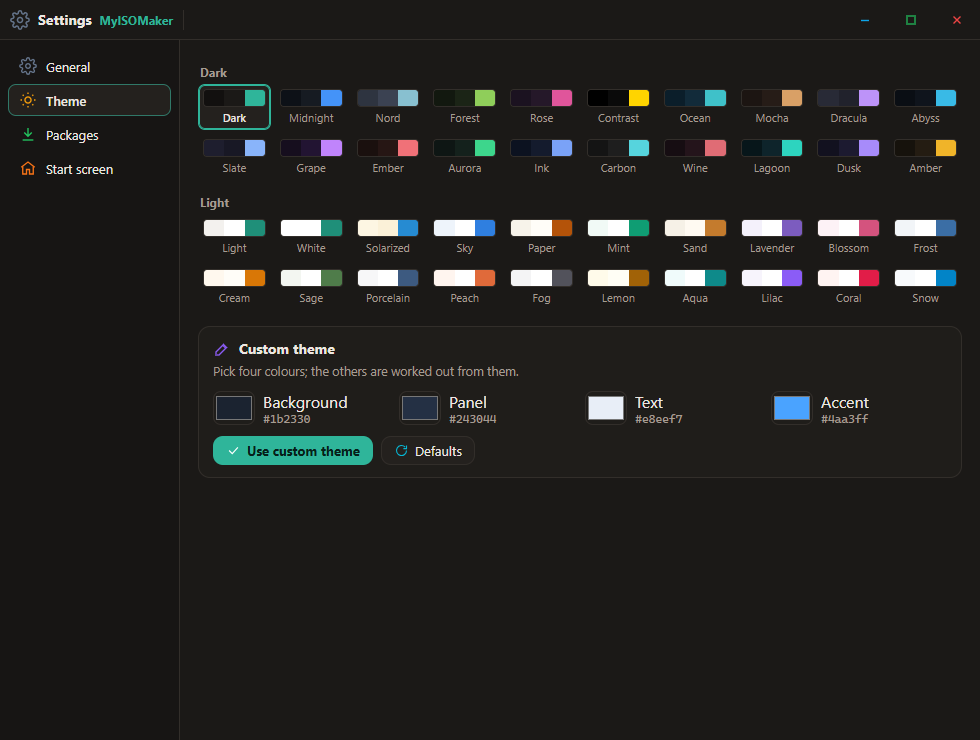 Settings MyISOMaker
General
Theme
Packages
Start screen
Dark
Dark Midnight Nord Forest Rose Contrast Ocean Mocha Dracula Abyss
Slate Grape Ember Aurora Ink Carbon Wine Lagoon Dusk Amber
Light
Light White Solarized Sky Paper Mint Sand Lavender Blossom Frost
Cream Sage Porcelain Peach Fog Lemon Aqua Lilac Coral Snow
Custom theme
Pick four colours; the others are worked out from them.
Background Panel Text Accent
#1b2330 #243044 #e8eef7 #4aa3ff
Use custom theme Defaults